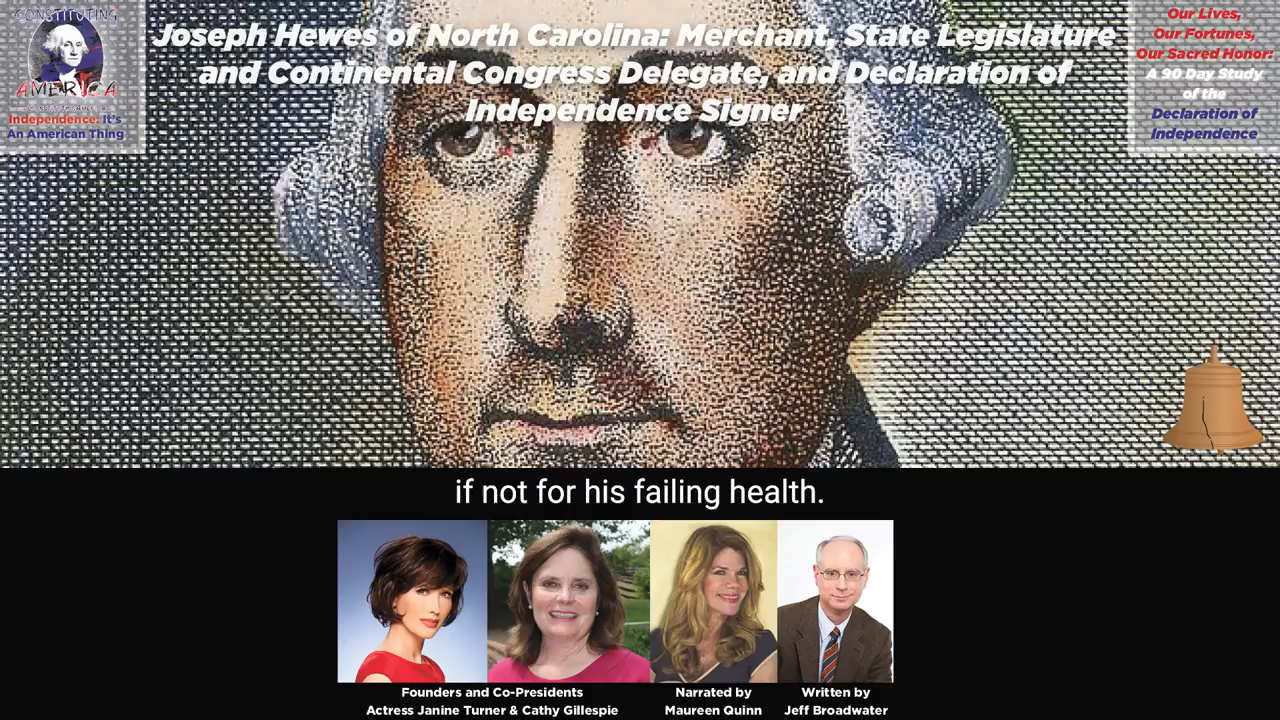 CONSTITUTING
AMERICA
Independence: It's
An American Thing
Joseph Hewes of North Carolina: Merchant, State Legislature
and Continental Congress Delegate, and Declaration of
Independence Signer
Our Lives,
Our Fortunes,
Our Sacred Honor:
A 90 Day Study
of the
Declaration of
Independence
if not for his failing health.
Founders and Co-Presidents
Actress Janine Turner & Cathy Gillespie
Narrated by
Maureen Quinn
Written by
Jeff Broadwater